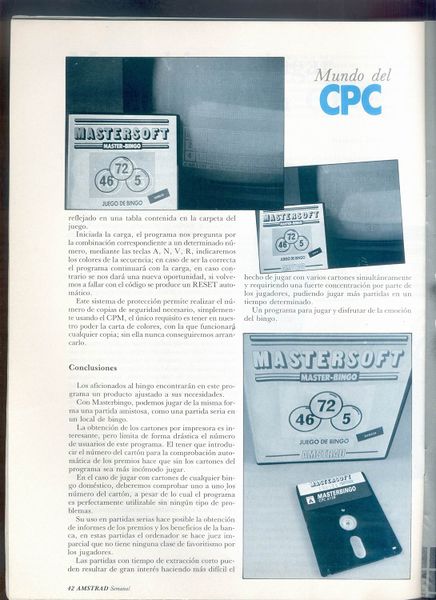 Mundo del
CPC
MASTERSOFT
MASTER-BINGO
72
46
5
JUEGO DE BINGO
MASTERSOFT
MASTER-BINGO
72
46
5
JUEGO DE BINGO
reflejado en una tabla contenida en la carpeta del
juego.
Iniciada la carga, el programa nos pregunta por
la combinación correspondiente a un determinado nú-
mero, mediante las teclas A, N, V, R, indicaremos
los colores de la secuencia; en caso de ser la correcta
el programa continuará con la carga, en caso con-
trario se nos dará una nueva oportunidad, si volve-
mos a fallar con el código se produce un RESET auto-
mático.
Este sistema de protección permite realizar el nú-
mero de copias de seguridad necesario, simplemen-
te usando el CPM, el único requisito es tener en nues-
tro poder la carta de colores, con la que funcionará
cualquier copia; sin ella nunca conseguiremos arran-
carlo.
Conclusiones
Los aficionados al bingo encontrarán en este pro-
grama un producto ajustado a sus necesidades.
Con Masterbingo, podemos jugar de la misma for-
ma una partida amistosa, como una partida seria en
un local de bingo.
La obtención de los cartones por impresora es in-
teresante, pero limita de forma drástica el número
de usuarios de este programa. El tener que introdu-
cir el número del cartón para la comprobación auto-
mática de los premios hace que sin los cartones del
programa sea más incómodo jugar.
En el caso de jugar con cartones de cualquier bin-
go doméstico, deberemos comprobar uno a uno los
número del cartón, a pesar de lo cual el programa
es perfectamente utilizable sin ningún tipo de pro-
blemas.
Su uso en partidas serias hace posible la obtención
de informes de los premios y los beneficios de la ban-
ca, en estas partidas el ordenador se hace juez im-
parcial que no tiene ninguna clase de favoritismo por
los jugadores.
Las partidas con tiempo de extracción corto pue-
den resultar de gran interés haciendo más difícil el
hecho de jugar con varios cartones simultáneamente
y requiriendo una fuerte concentración por parte de
los jugadores, pudiendo jugar más partidas en un
tiempo determinado.
Un programa para jugar y disfrutar de la emoción
del bingo.
MASTERSOFT
MASTER-BINGO
72
46
5
JUEGO DE BINGO
AMSTRAD
MASTERBINGO
42 AMSTRAD Semanal